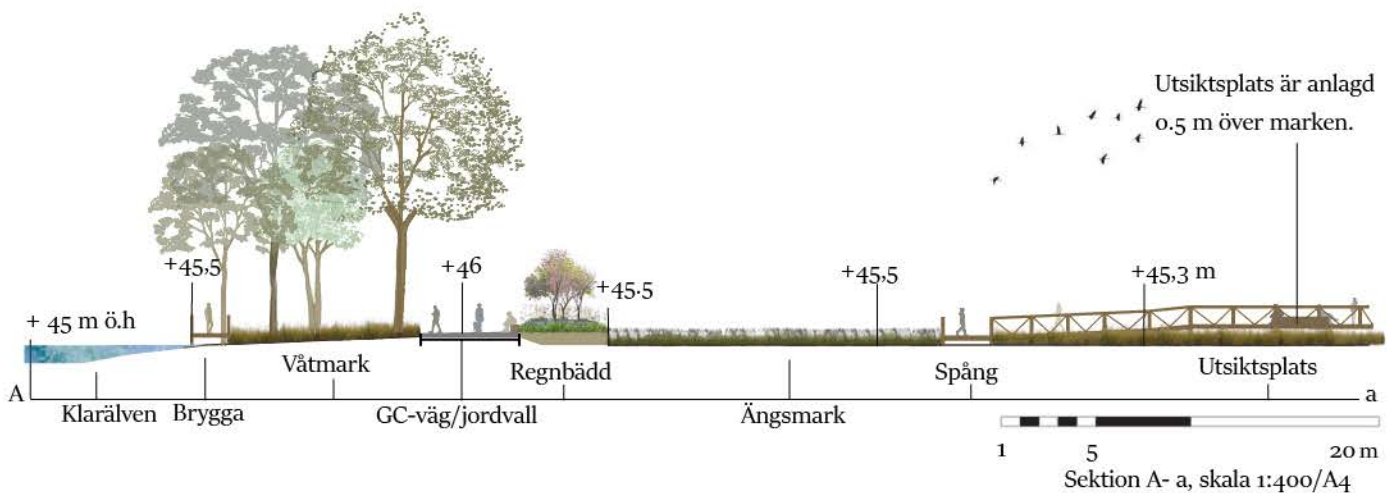 Utsiktsplats är anlagd
0.5 m över marken.
+45,5
+46
+45.5
+45,5
+45,3 m
+ 45 m ö.h
Våtmark
Regnbädd
Spång
Utsiktsplats
A
a
Klarälven
Brygga
GC-väg/jordvall
Ängsmark
1 5 20 m
Sektion A- a, skala 1:400/A4